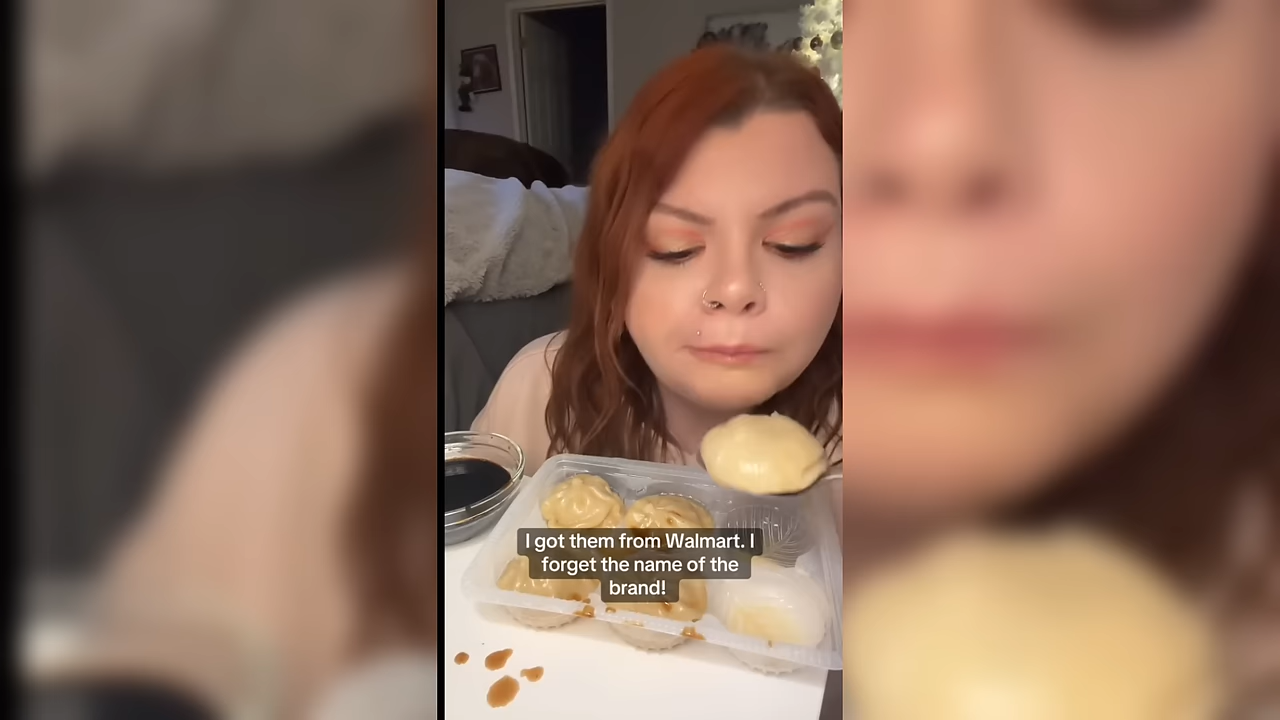 I got them from Walmart. I
forget the name of the
brand!